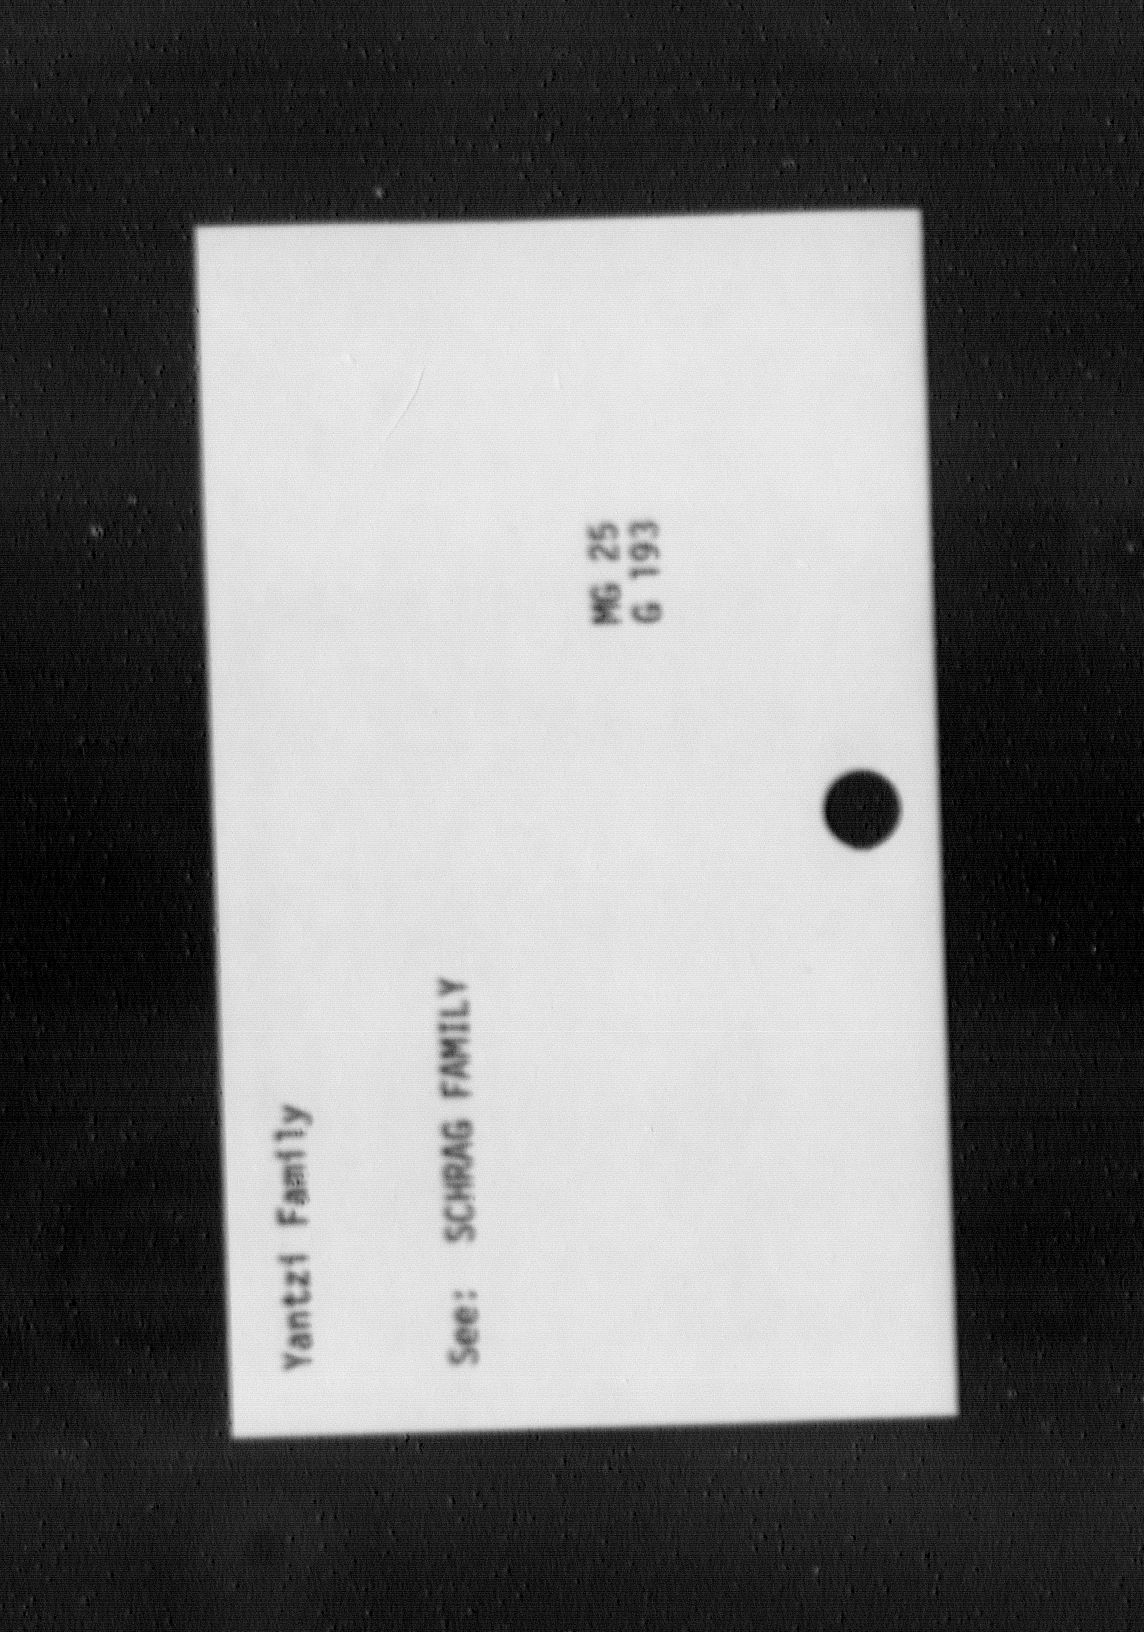 Yantzi Family
See: SCHRAG FAMILY
MG 25
G 193